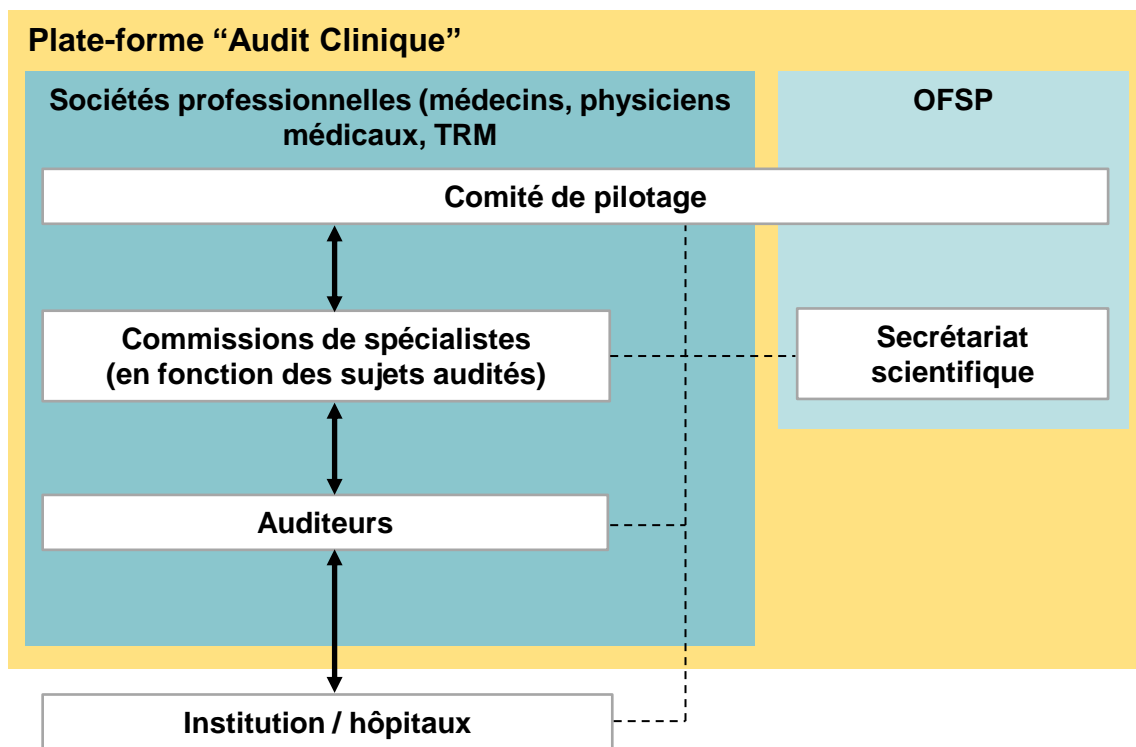 Plate-forme “Audit Clinique”
Sociétés professionnelles (médecins, physiciens
médicaux, TRM
OFSP
Comité de pilotage
Commissions de spécialistes
(en fonction des sujets audités)
Secrétariat
scientifique
Auditeurs
Institution / hôpitaux